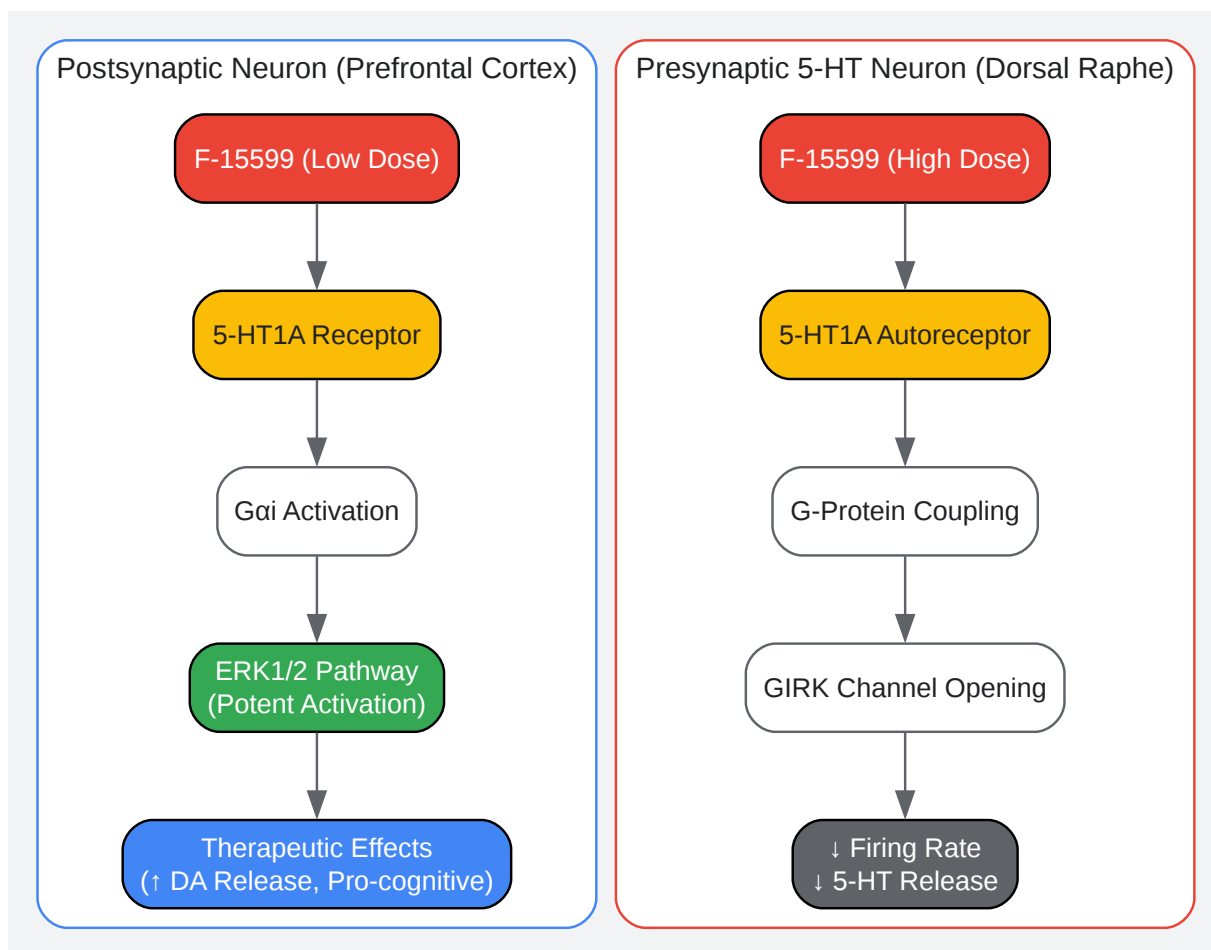 Postsynaptic Neuron (Prefrontal Cortex)
F-15599 (Low Dose)
5-HT1A Receptor
Gαi Activation
ERK1/2 Pathway
(Potent Activation)
Therapeutic Effects
(↑ DA Release, Pro-cognitive)
Presynaptic 5-HT Neuron (Dorsal Raphe)
F-15599 (High Dose)
5-HT1A Autoreceptor
G-Protein Coupling
GIRK Channel Opening
↓ Firing Rate
↓ 5-HT Release